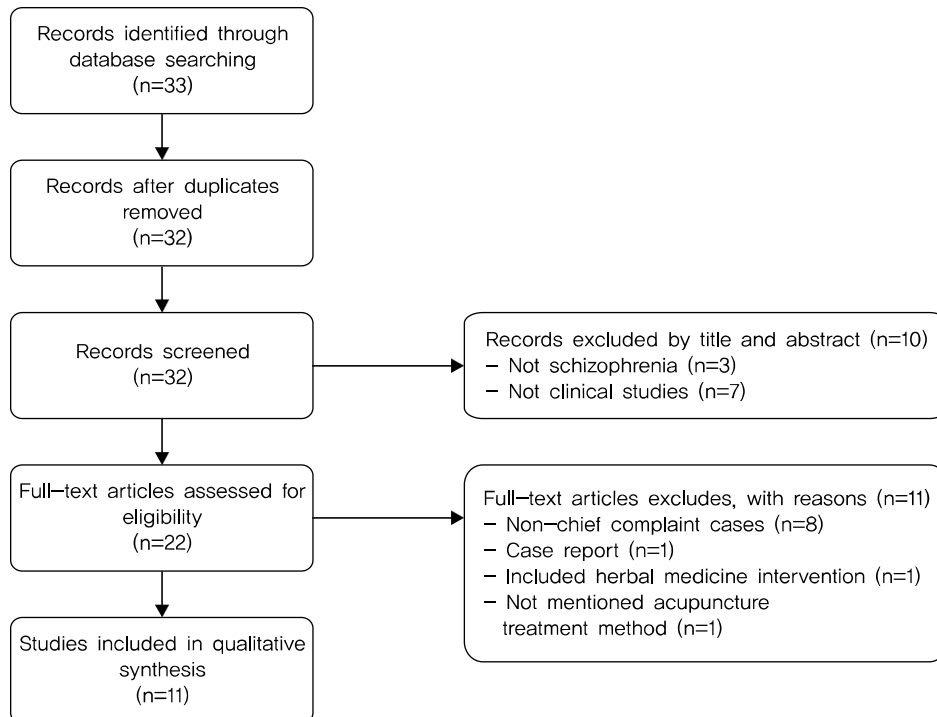 Records identified through
database searching
(n=33)
Records after duplicates
removed
(n=32)
Records screened
(n=32)
Records excluded by title and abstract (n=10)
– Not schizophrenia (n=3)
– Not clinical studies (n=7)
Full-text articles assessed for
eligibility
(n=22)
Full-text articles excludes, with reasons (n=11)
– Non-chief complaint cases (n=8)
– Case report (n=1)
– Included herbal medicine intervention (n=1)
– Not mentioned acupuncture
treatment method (n=1)
Studies included in qualitative
synthesis
(n=11)